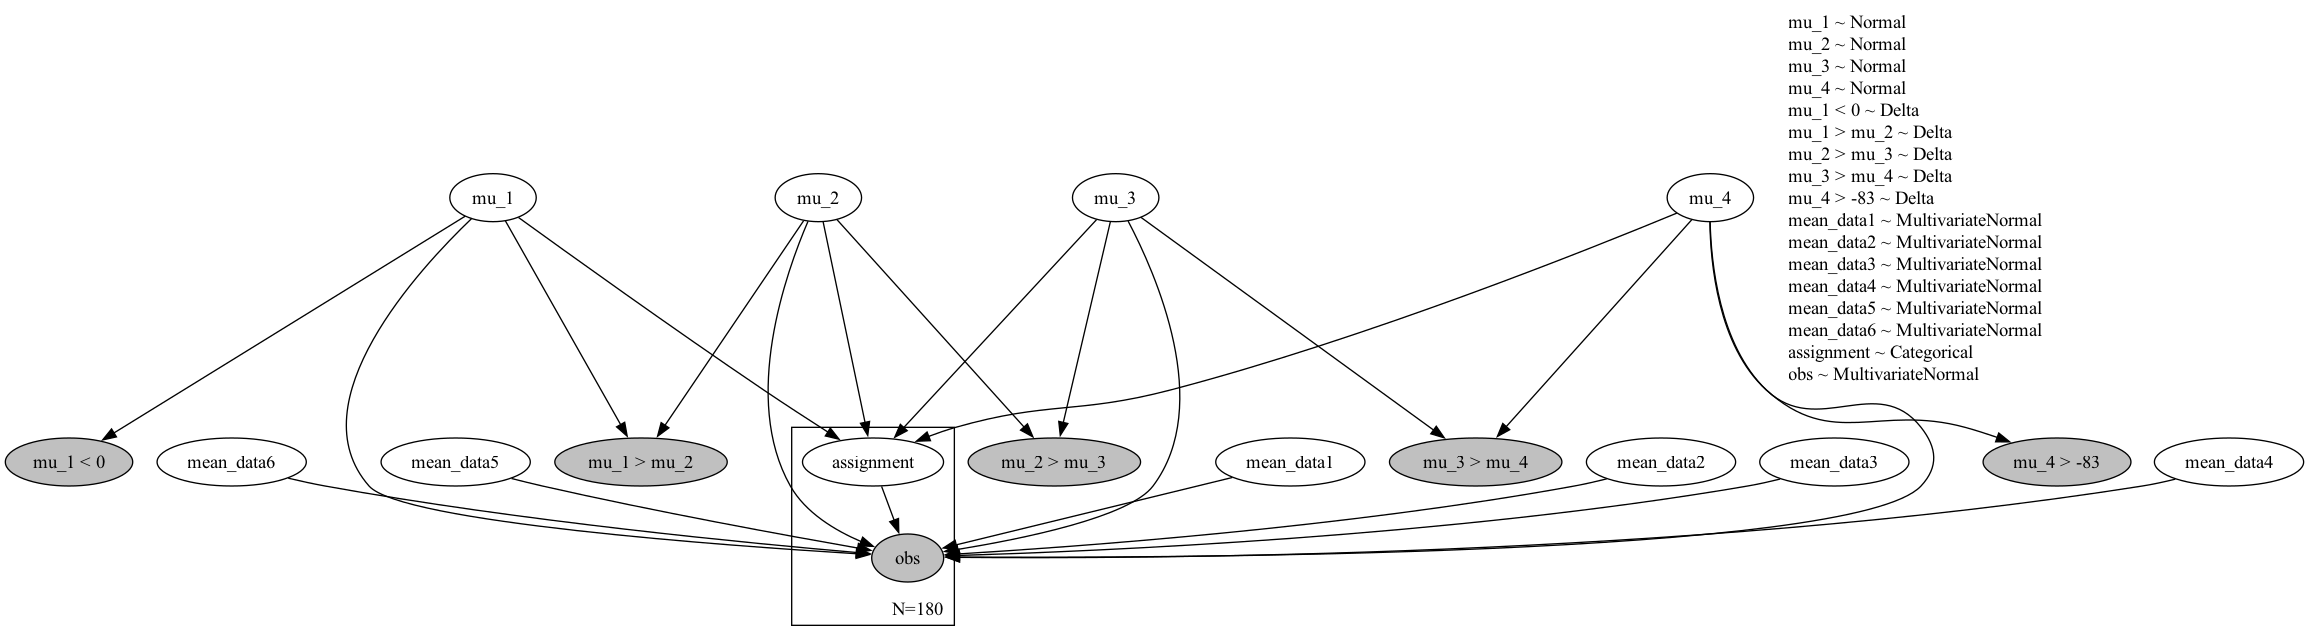 mu_1 ~ Normal
mu_2 ~ Normal
mu_3 ~ Normal
mu_4 ~ Normal
mu_1 < 0 ~ Delta
mu_1 > mu_2 ~ Delta
mu_2 > mu_3 ~ Delta
mu_3 > mu_4 ~ Delta
mu_4 > -83 ~ Delta
mean_data1 ~ MultivariateNormal
mean_data2 ~ MultivariateNormal
mean_data3 ~ MultivariateNormal
mean_data4 ~ MultivariateNormal
mean_data5 ~ MultivariateNormal
mean_data6 ~ MultivariateNormal
assignment ~ Categorical
obs ~ MultivariateNormal
mu_1
mu_2
mu_3
mu_4
mu_1 < 0
mean_data6
mean_data5
mu_1 > mu_2
assignment
mu_2 > mu_3
mean_data1
mu_3 > mu_4
mean_data2
mean_data3
mu_4 > -83
mean_data4
obs
N=180